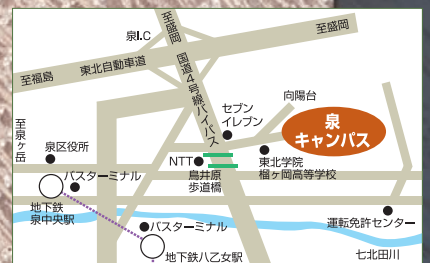 至盛岡
至盛岡
泉I.C
東北自動車道
至福島
国道4号線バイパス
向陽台
セブン
イレブン
泉
キャンパス
至泉ヶ岳
泉区役所
NTT
東北学院
榴ヶ岡高等学校
鳥井原
歩道橋
バスターミナル
地下鉄
泉中央駅
バスターミナル
運転免許センター
七北田川
地下鉄八乙女駅